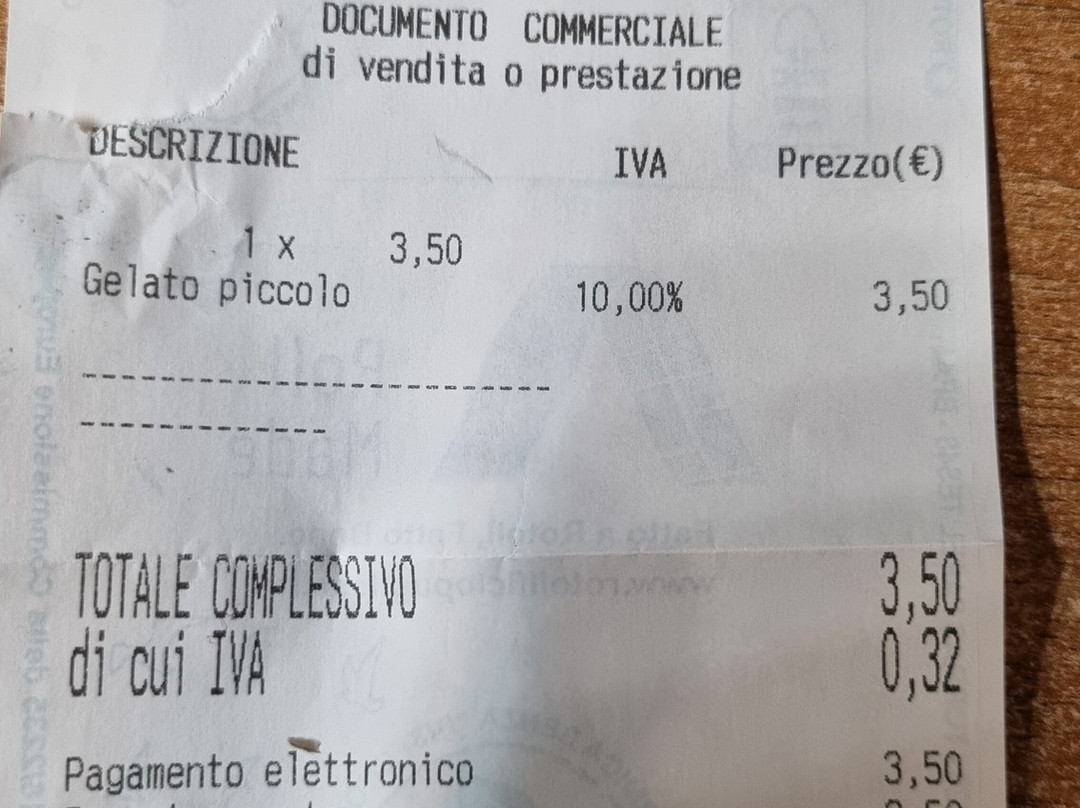 DOCUMENTO COMMERCIALE
di vendita o prestazione
DESCRIZIONE IVA Prezzo(€)
1 x 3,50
Gelato piccolo 10,00% 3,50
TOTALE COMPLESSIVO 3,50
di cui IVA 0,32
Pagamento elettronico 3,50